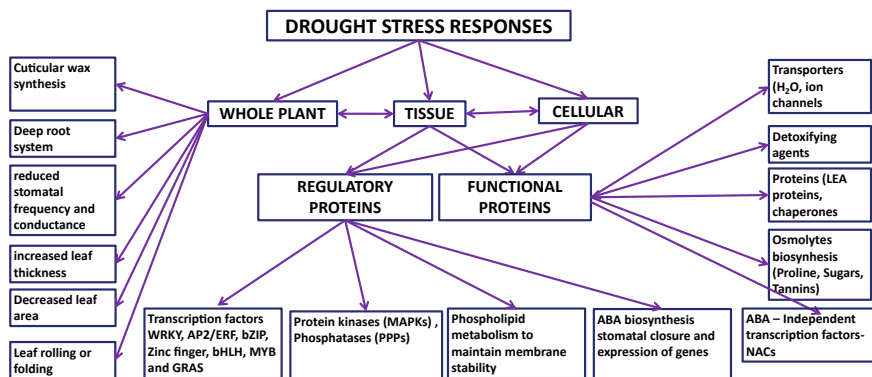 DROUGHT STRESS RESPONSES
WHOLE PLANT
TISSUE
CELLULAR
Cuticular wax
synthesis
Deep root
system
reduced
stomatal
frequency and
conductance
increased leaf
thickness
Decreased leaf
area
Leaf rolling or
folding
REGULATORY
PROTEINS
FUNCTIONAL
PROTEINS
Transporters
(H₂O, ion
channels
Detoxifying
agents
Proteins (LEA
proteins,
chaperones
Osmolytes
biosynhesis
(Proline, Sugars,
Tannins)
Transcription factors
WRKY, AP2/ERF, bZIP,
Zinc finger, bHLH, MYB
and GRAS
Protein kinases (MAPKs) ,
Phosphatases (PPPs)
Phospholipid
metabolism to
maintain membrane
stability
ABA biosynthesis
stomatal closure and
expression of genes
ABA – Independent
transcription factors-
NACs